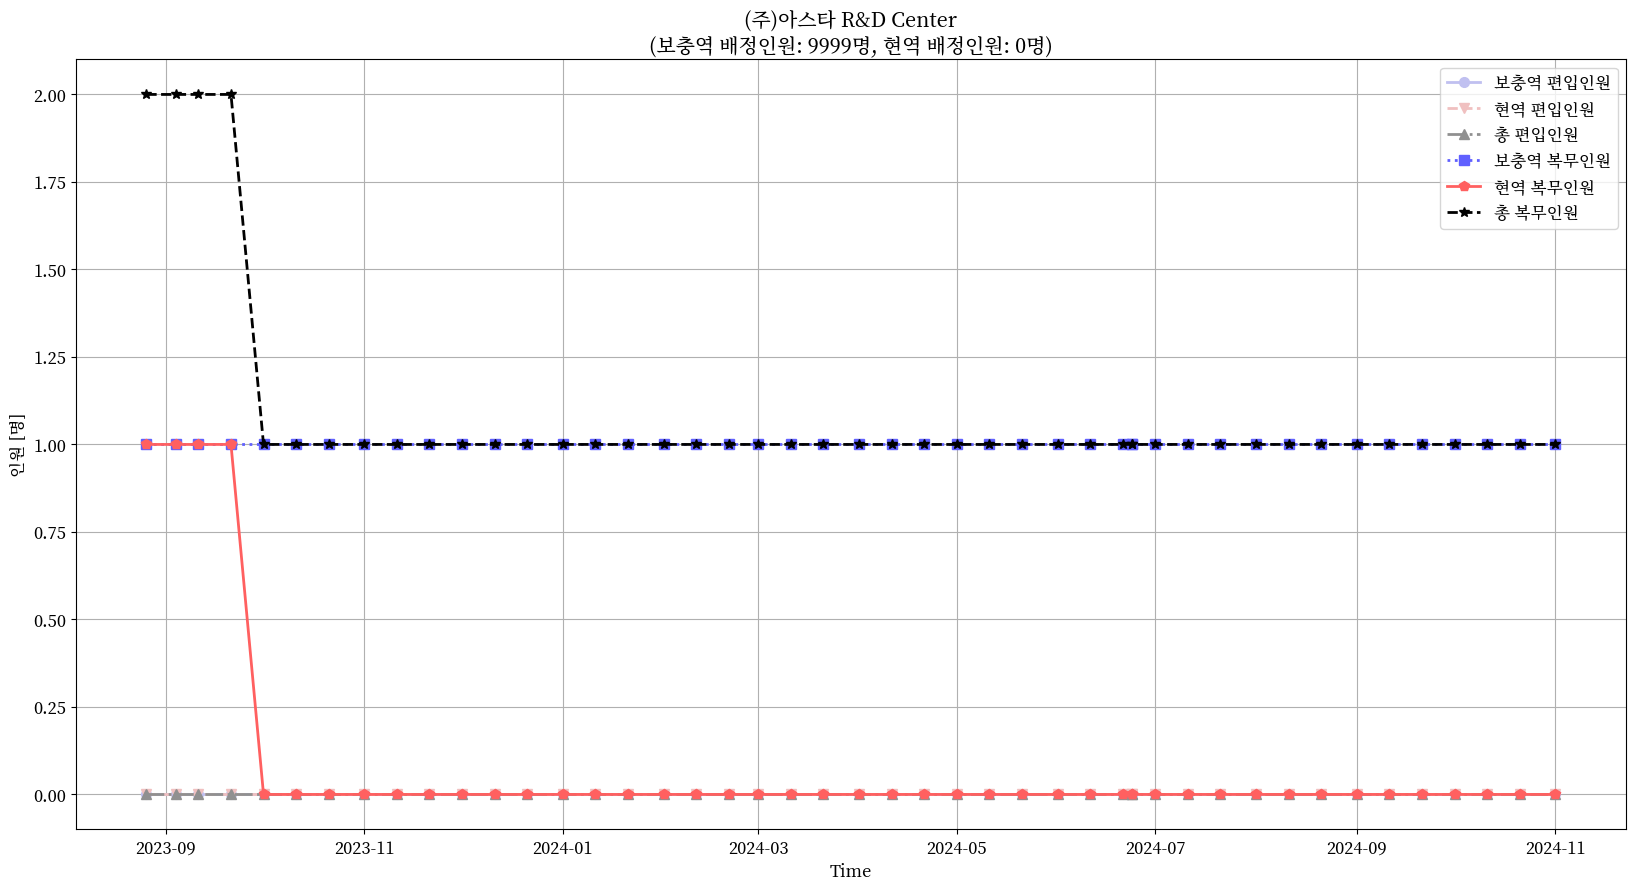 (주)아스타 R&D Center
(보충역 배정인원: 9999명, 현역 배정인원: 0명)
보충역 편입인원
현역 편입인원
총 편입인원
보충역 복무인원
현역 복무인원
총 복무인원
2.00
1.75
1.50
1.25
1.00
0.75
0.50
0.25
0.00
인원 [명]
2023-09 2023-11 2024-01 2024-03 2024-05 2024-07 2024-09 2024-11
Time